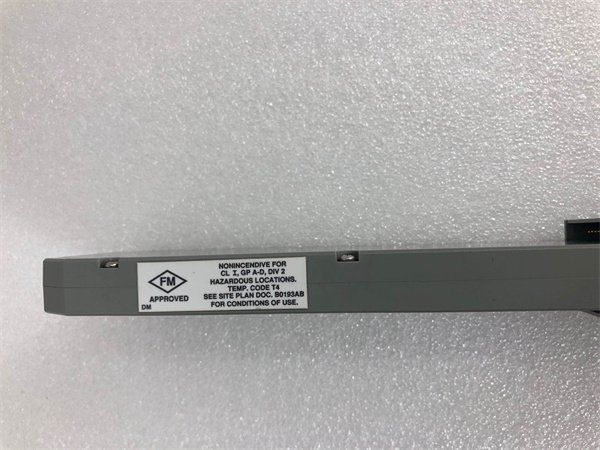 FM
APPROVED
DM
NONINCENDIVE FOR
CL I, GP A-D, DIV 2
HAZARDOUS LOCATIONS.
TEMP. CODE T4
SEE SITE PLAN DOC. B0193AB
FOR CONDITIONS OF USE.